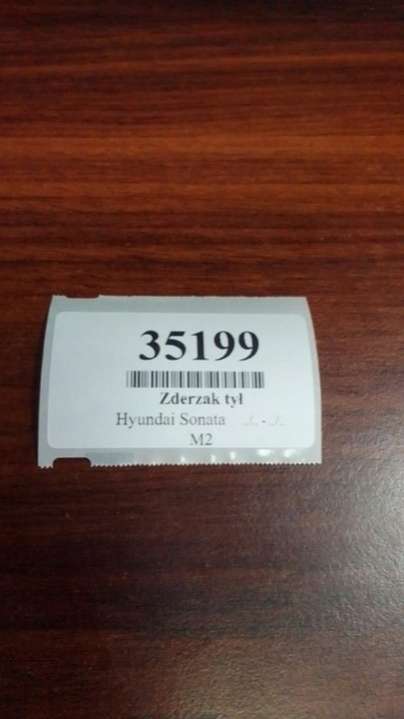 35199
Zderzak tył
Hyundai Sonata ../.. - ../..
M2